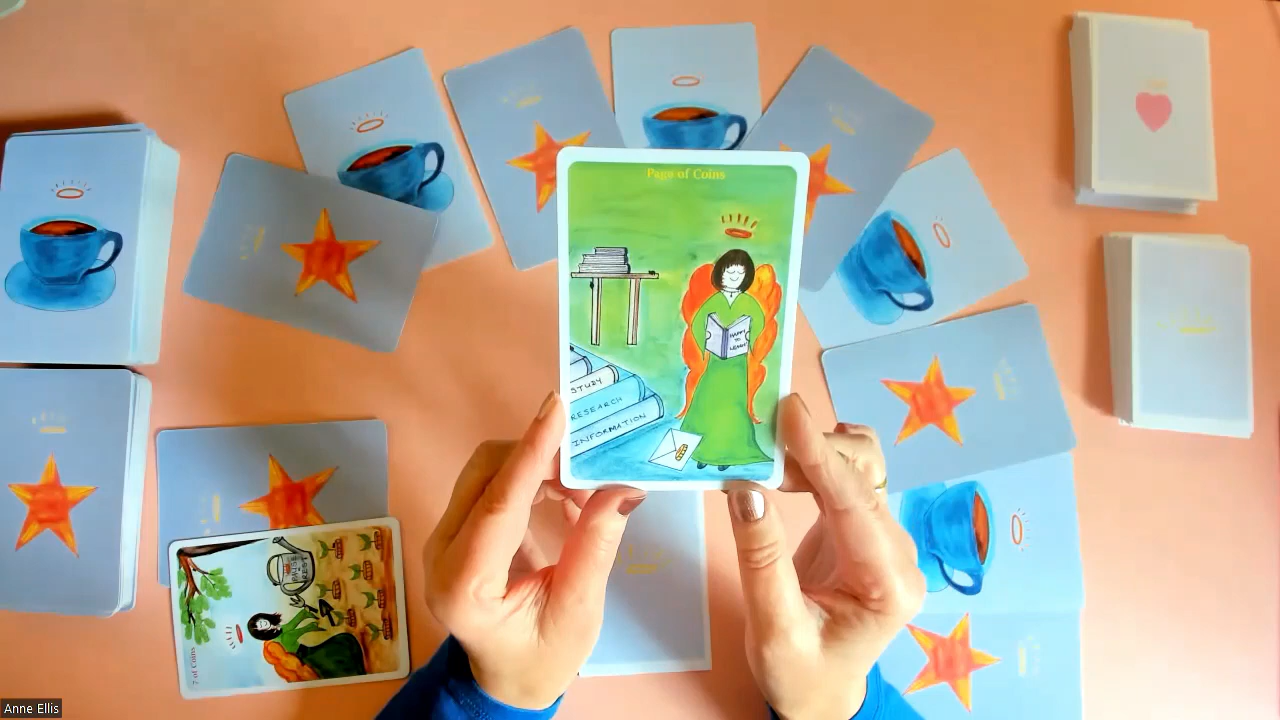 Page of Coins
HAPPY
TO
LEARN
STUDY
RESEARCH
INFORMATION
7 of Coins
Anne Ellis